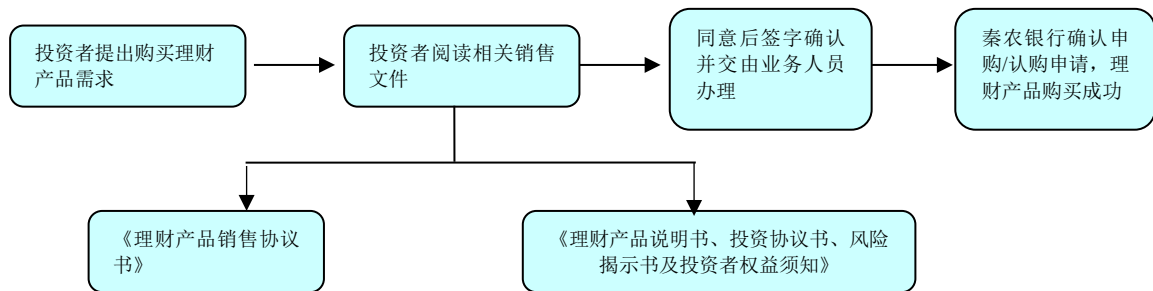 投资者提出购买理财
产品需求
投资者阅读相关销售
文件
同意后签字确认
并交由业务人员
办理
秦农银行确认申
购/认购申请，理
财产品购买成功
《理财产品销售协议
书》
《理财产品说明书、投资协议书、风险
揭示书及投资者权益须知》